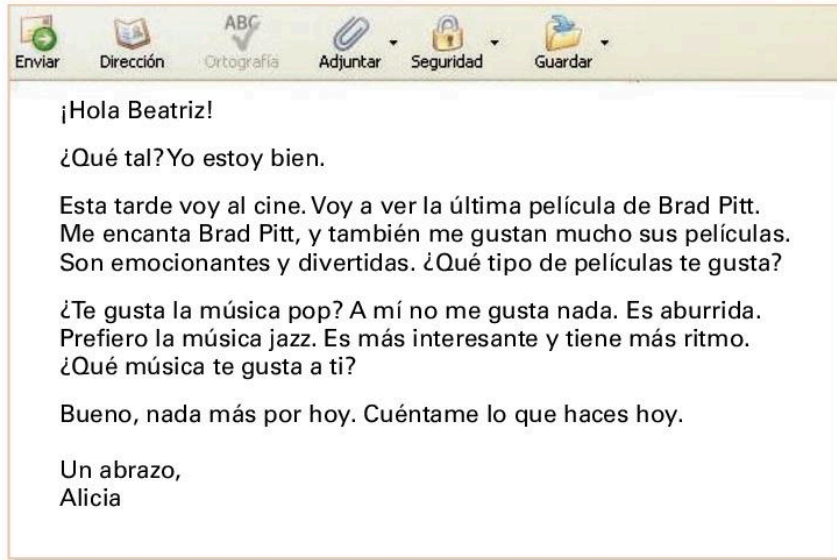 ABC
Enviar Dirección Ortografía Adjuntar Seguridad Guardar
¡Hola Beatriz!
¿Qué tal? Yo estoy bien.
Esta tarde voy al cine. Voy a ver la última película de Brad Pitt.
Me encanta Brad Pitt, y también me gustan mucho sus películas.
Son emocionantes y divertidas. ¿Qué tipo de películas te gusta?
¿Te gusta la música pop? A mí no me gusta nada. Es aburrida.
Prefiero la música jazz. Es más interesante y tiene más ritmo.
¿Qué música te gusta a ti?
Bueno, nada más por hoy. Cuéntame lo que haces hoy.
Un abrazo,
Alicia